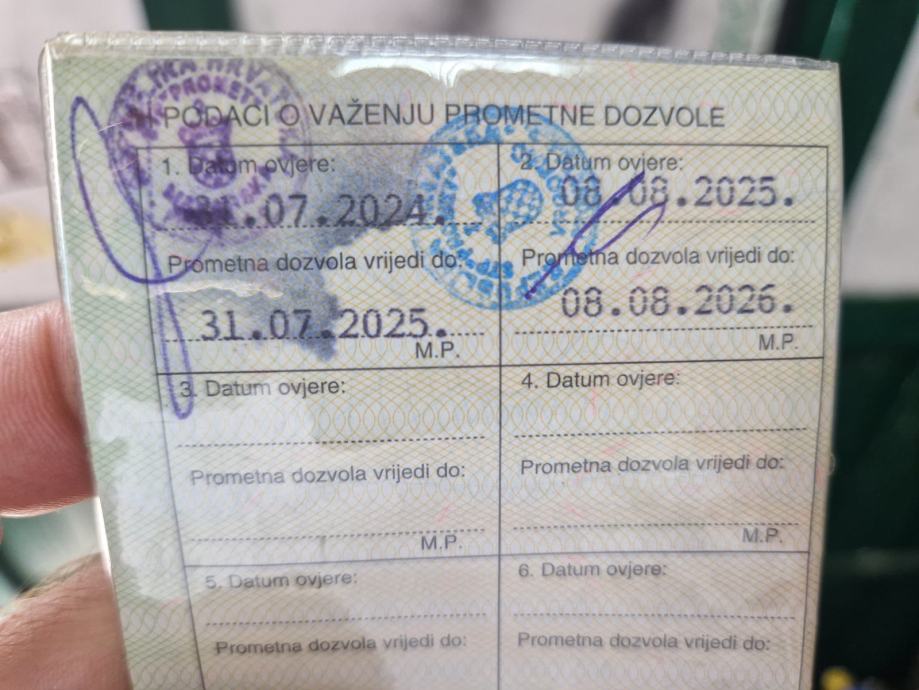 PODACI O VAŽENJU PROMETNE DOZVOLE
1. Datum ovjere:
31.07.2024.
Prometna dozvola vrijedi do:
31.07.2025.
M.P.
2. Datum ovjere:
08.08.2025.
Prometna dozvola vrijedi do:
08.08.2026.
M.P.
3. Datum ovjere:
Prometna dozvola vrijedi do:
M.P.
4. Datum ovjere:
Prometna dozvola vrijedi do:
M.P.
5. Datum ovjere:
Prometna dozvola vrijedi do:
6. Datum ovjere:
Prometna dozvola vrijedi do: